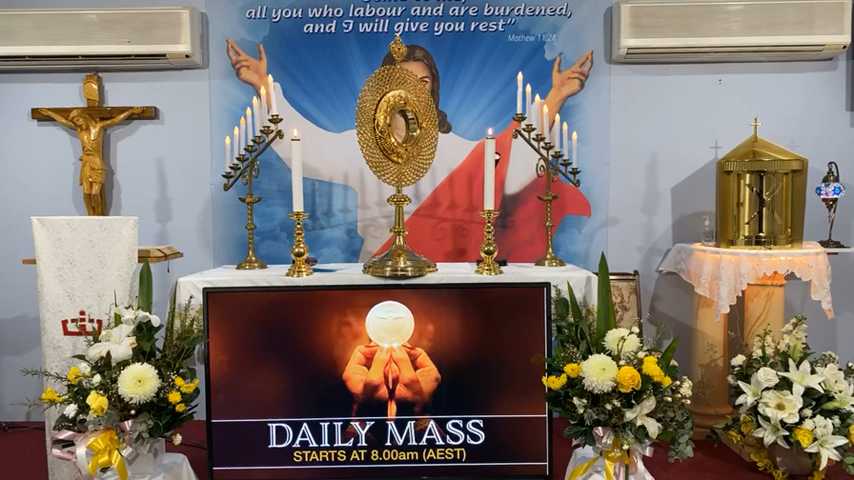 all you who labour and are burdened,
and I will give you rest"
Mathew 11:28
DAILY MASS
STARTS AT 8.00am (AEST)